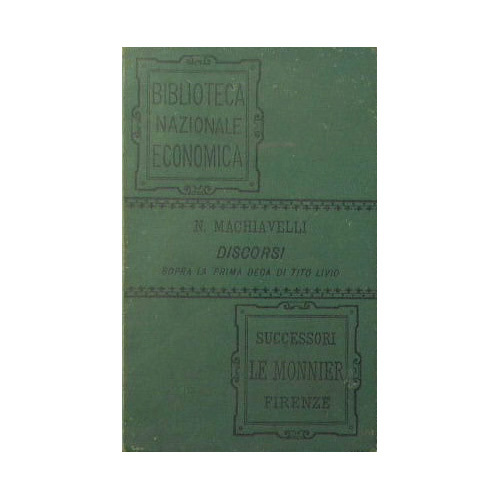 BIBLIOTECA
NAZIONALE
ECONOMICA
N. MACHIAVELLI
DISCORSI
SOPRA LA PRIMA DECA DI TITO LIVIO
SUCCESSORI
LE MONNIER
FIRENZE